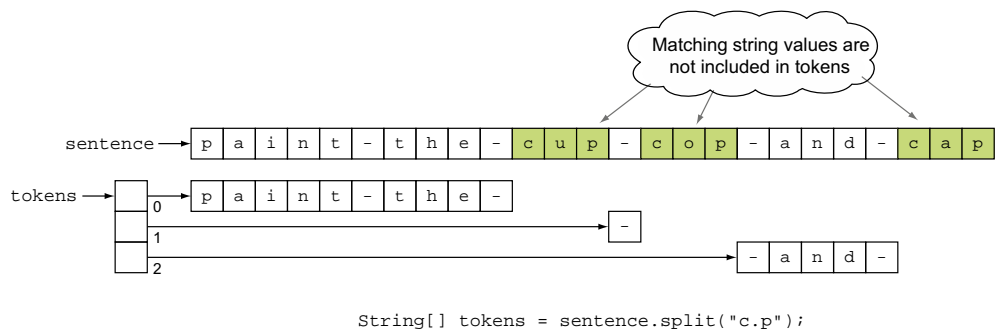 Matching string values are
not included in tokens
sentence p a i n t - t h e - c u p - c o p - a n d - c a p
tokens 0 p a i n t - t h e -
1 -
2 - a n d -
String[] tokens = sentence.split("c.p");